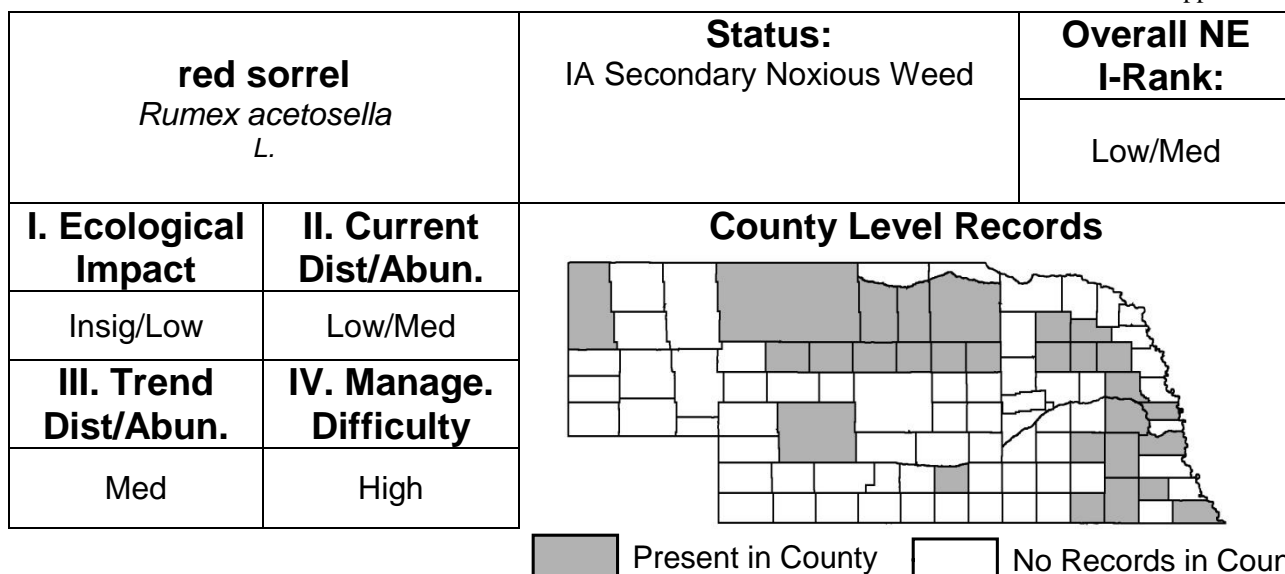 red sorrel
Rumex acetosella
L.
Status:
IA Secondary Noxious Weed
Overall NE
I-Rank:
Low/Med
I. Ecological
Impact
II. Current
Dist/Abun.
Insig/Low
Low/Med
III. Trend
Dist/Abun.
IV. Manage.
Difficulty
Med
High
County Level Records
Present in County
No Records in